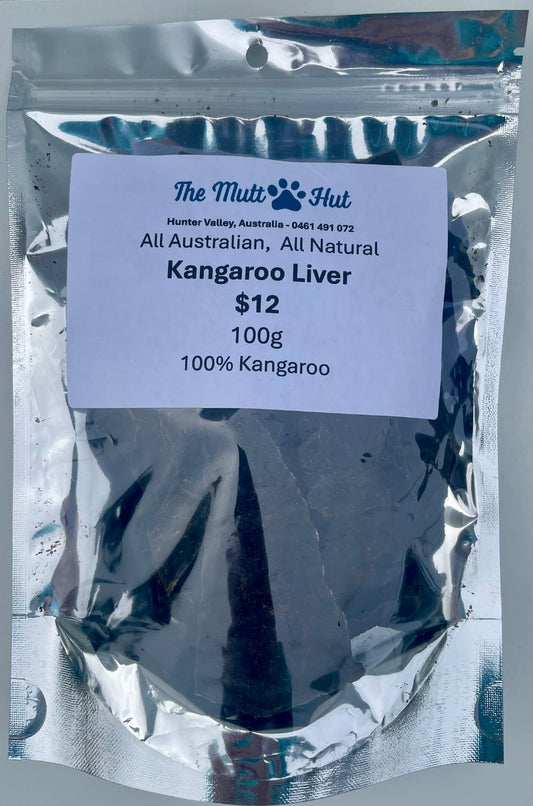 The Mutt Hut
Hunter Valley, Australia - 0461 491 072
All Australian, All Natural
Kangaroo Liver
$12
100g
100% Kangaroo